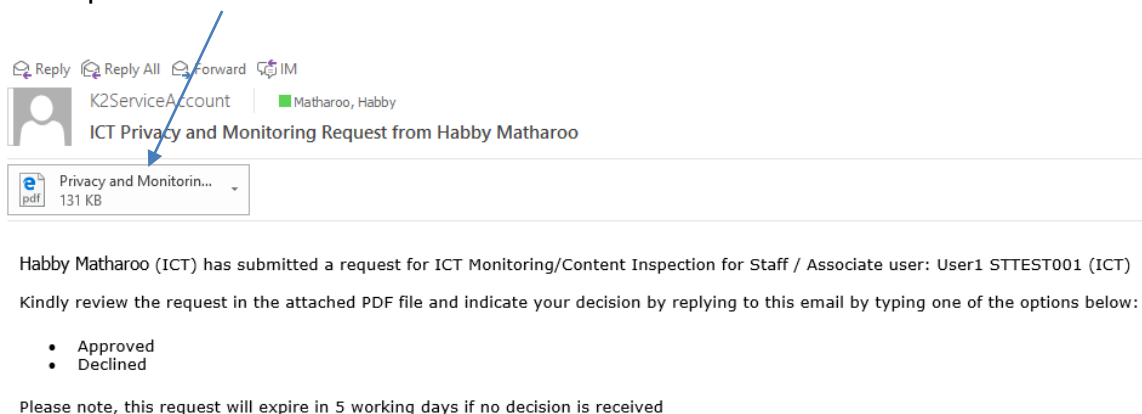 Reply Reply All Forward IM
K2ServiceAccount Matharoo, Habby
ICT Privacy and Monitoring Request from Habby Matharoo
Privacy and Monitorin...
pdf 131 KB
Habby Matharoo (ICT) has submitted a request for ICT Monitoring/Content Inspection for Staff / Associate user: User1 STTEST001 (ICT)
Kindly review the request in the attached PDF file and indicate your decision by replying to this email by typing one of the options below:
• Approved
• Declined
Please note, this request will expire in 5 working days if no decision is received